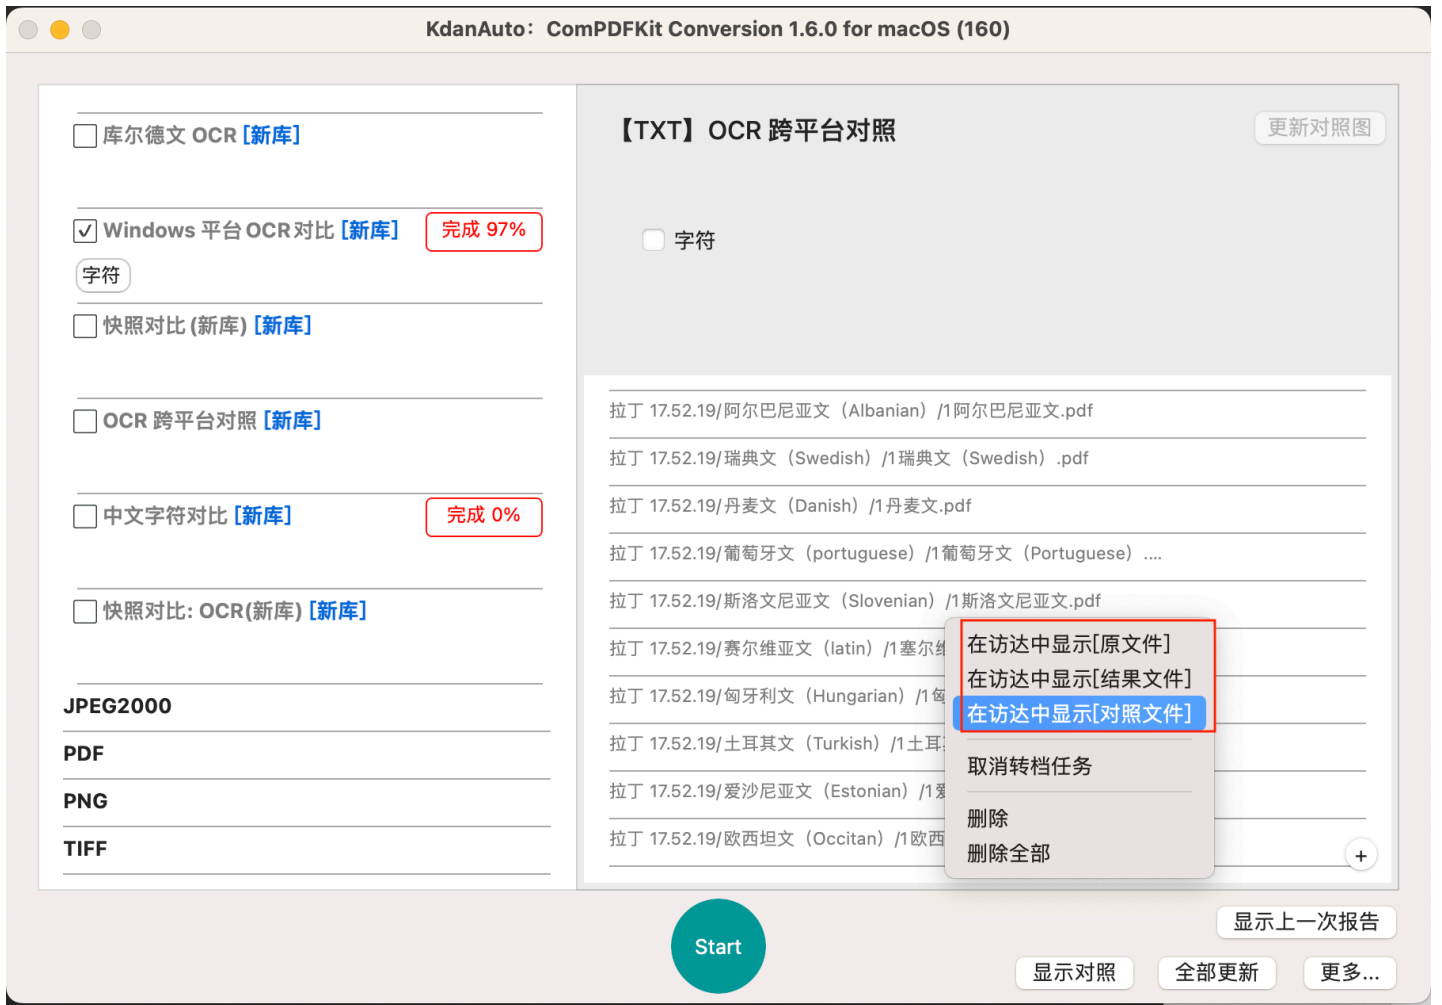 KdanAuto：ComPDFKit Conversion 1.6.0 for macOS (160)
库尔德文 OCR [新库]
Windows 平台 OCR 对比 [新库]
完成 97%
字符
快照对比 (新库) [新库]
OCR 跨平台对照 [新库]
中文字符对比 [新库]
完成 0%
快照对比: OCR(新库) [新库]
JPEG2000
PDF
PNG
TIFF
【TXT】OCR 跨平台对照
更新对照图
字符
拉丁 17.52.19/阿尔巴尼亚文（Albanian）/1阿尔巴尼亚文.pdf
拉丁 17.52.19/瑞典文（Swedish）/1瑞典文（Swedish）.pdf
拉丁 17.52.19/丹麦文（Danish）/1丹麦文.pdf
拉丁 17.52.19/葡萄牙文（portuguese）/1葡萄牙文（Portuguese）....
拉丁 17.52.19/斯洛文尼亚文（Slovenian）/1斯洛文尼亚文.pdf
拉丁 17.52.19/赛尔维亚文（latin）/1塞尔
拉丁 17.52.19/匈牙利文（Hungarian）/1匈
拉丁 17.52.19/土耳其文（Turkish）/1土耳
拉丁 17.52.19/爱沙尼亚文（Estonian）/1爱
拉丁 17.52.19/欧西坦文（Occitan）/1欧西
在访达中显示[原文件]
在访达中显示[结果文件]
在访达中显示[对照文件]
取消转档任务
删除
删除全部
+
Start
显示上一次报告
显示对照
全部更新
更多...